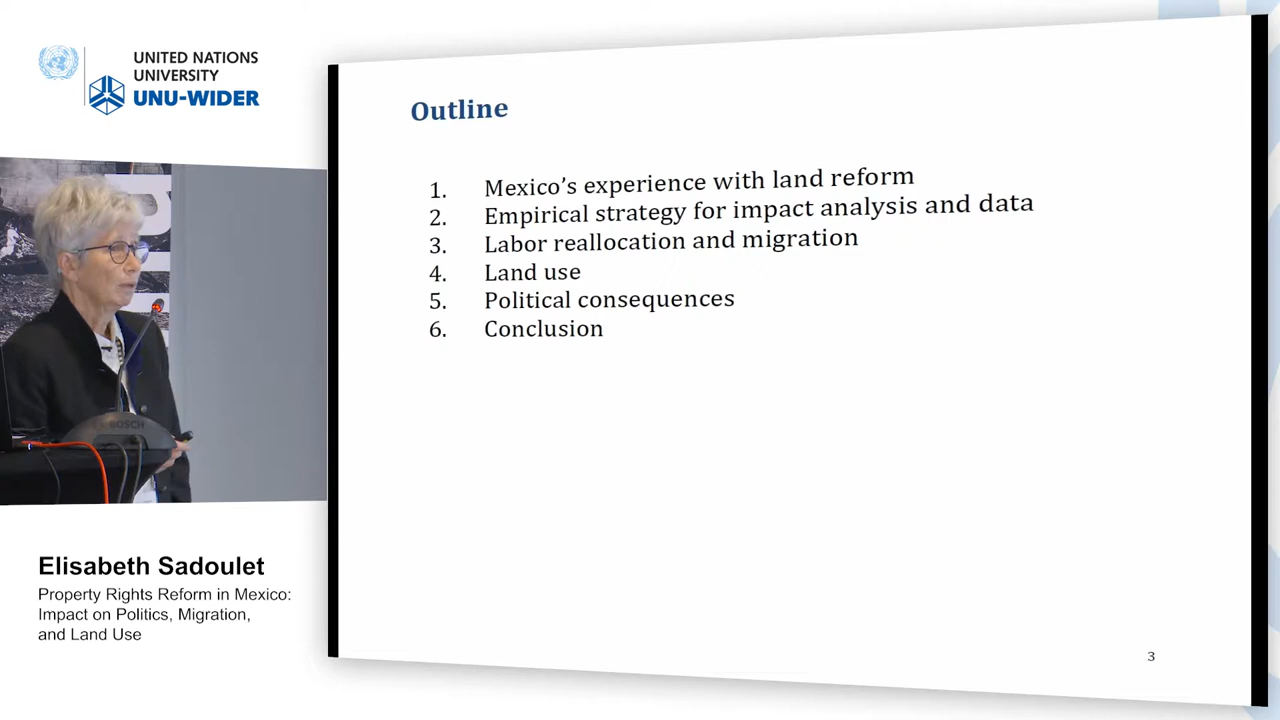 UNITED NATIONS
UNIVERSITY
UNU-WIDER
BOSCH
Elisabeth Sadoulet
Property Rights Reform in Mexico:
Impact on Politics, Migration,
and Land Use
Outline
1. Mexico’s experience with land reform
2. Empirical strategy for impact analysis and data
3. Labor reallocation and migration
4. Land use
5. Political consequences
6. Conclusion
3